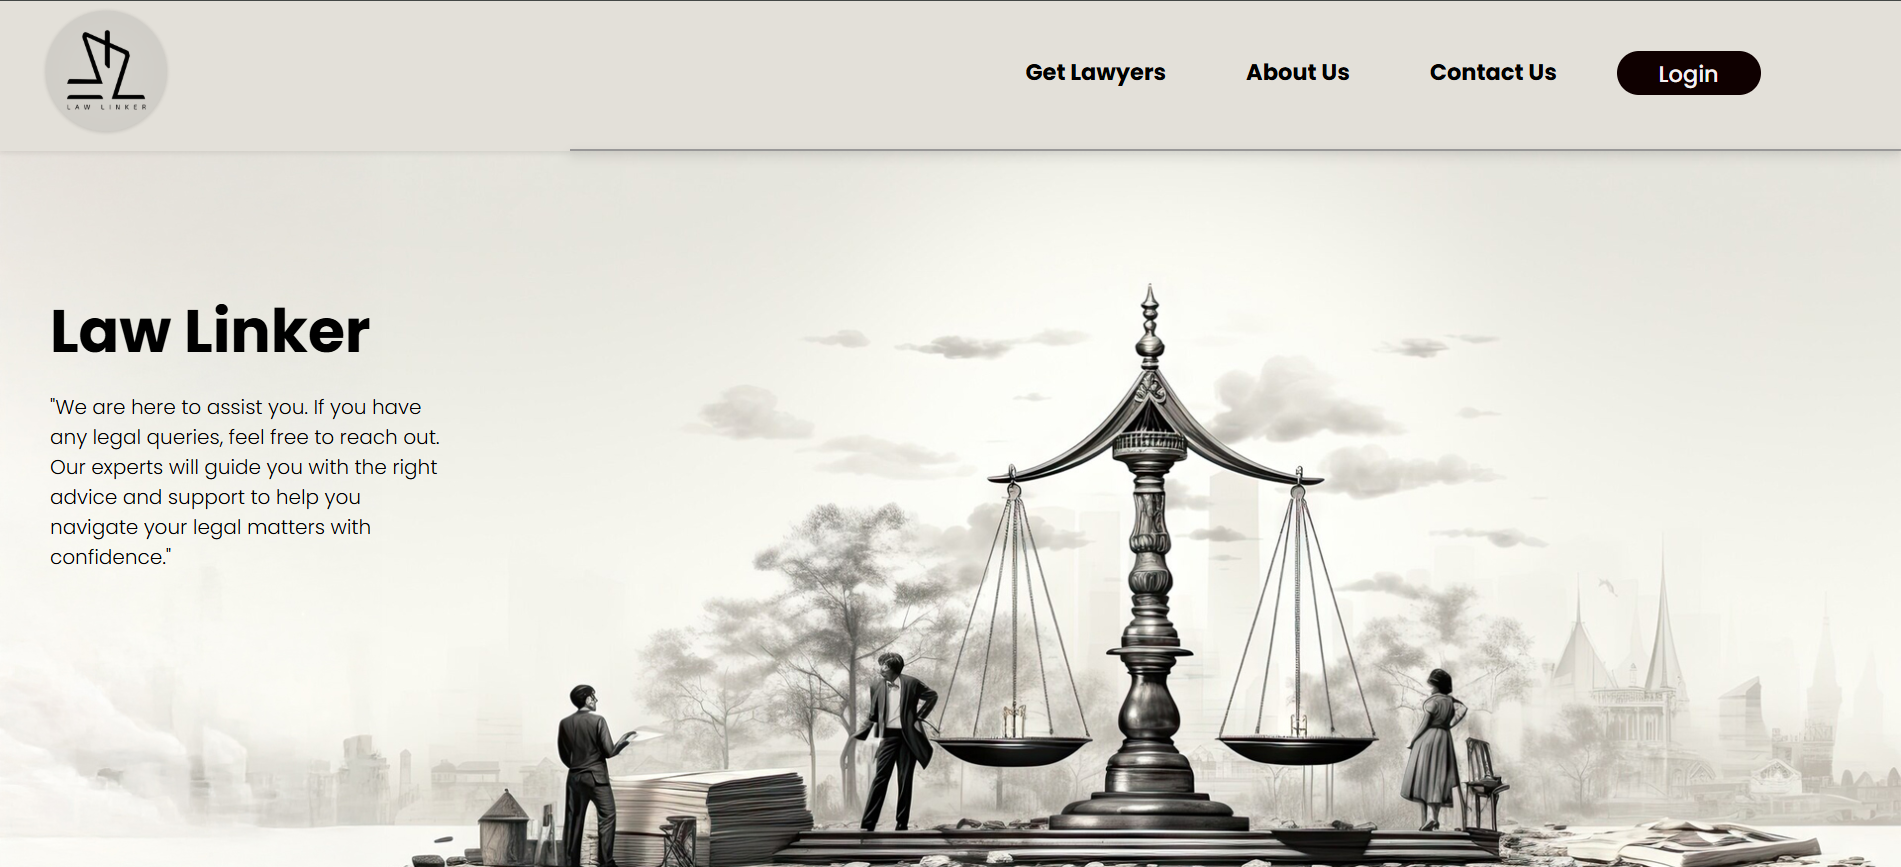 LAW LINKER
Get Lawyers
About Us
Contact Us
Login
Law Linker
"We are here to assist you. If you have
any legal queries, feel free to reach out.
Our experts will guide you with the right
advice and support to help you
navigate your legal matters with
confidence."